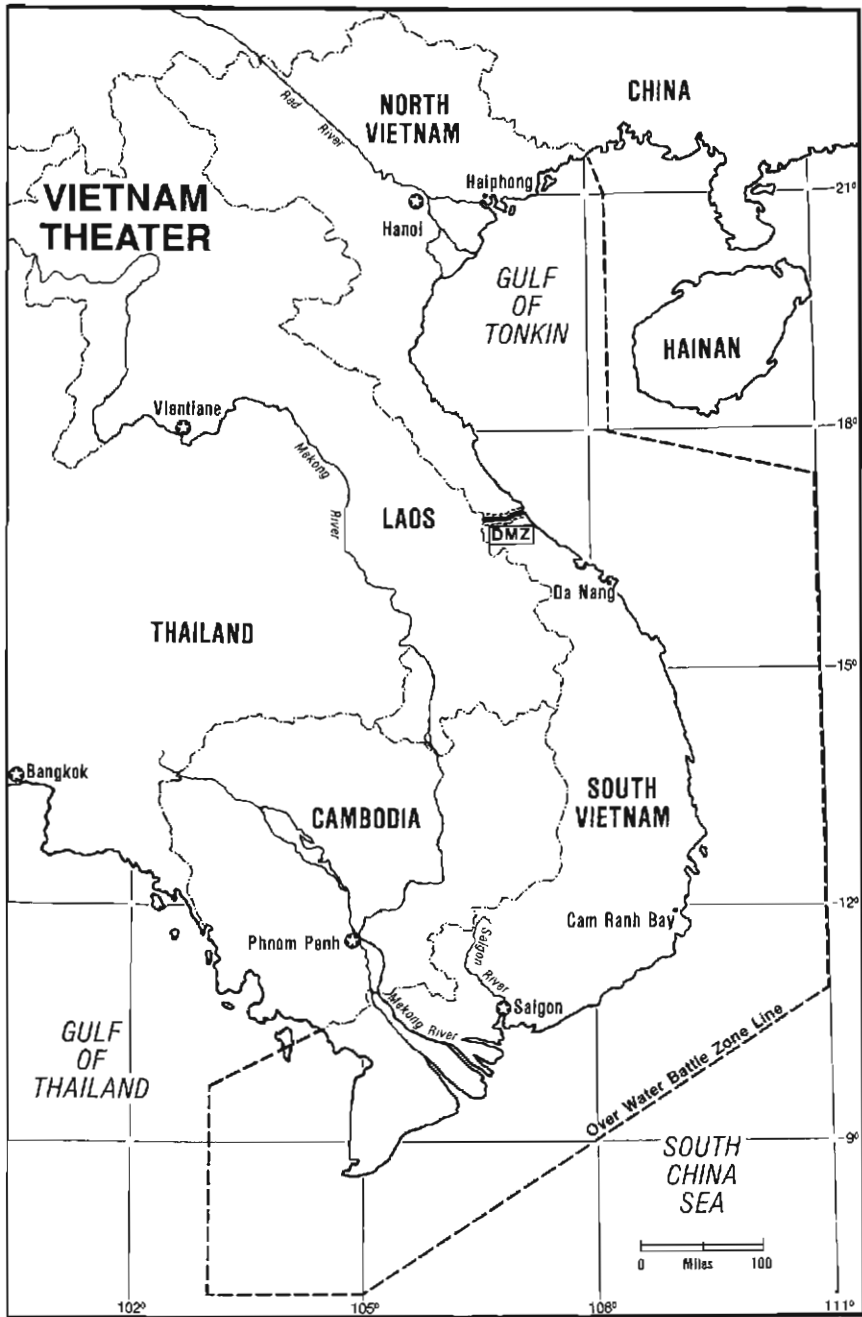 CHINA
NORTH
VIETNAM
Red
River
VIETNAM
THEATER
Haiphong
Hanoi
21°
GULF
OF
TONKIN
HAINAN
Vientiane
18°
Mekong
River
LAOS
DMZ
Da Nang
THAILAND
15°
Bangkok
CAMBODIA
SOUTH
VIETNAM
12°
Cam Ranh Bay
Phnom Penh
Saigon
River
Saigon
Mekong River
GULF
OF
THAILAND
Over Water Battle Zone Line
9°
SOUTH
CHINA
SEA
0 Miles 100
102°
105°
108°
111°